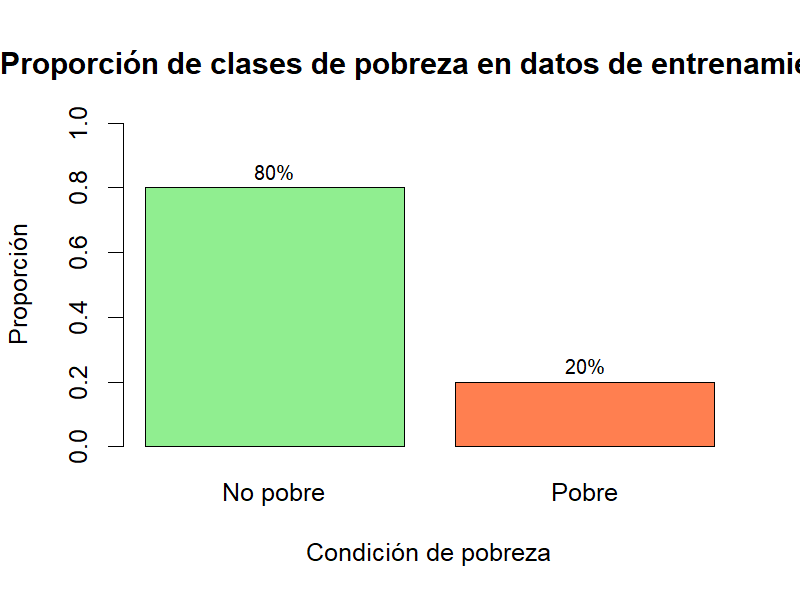 Proporción de clases de pobreza en datos de entrenamie
1.0
0.8
0.6
0.4
0.2
0.0
Proporción
80%
20%
No pobre
Pobre
Condición de pobreza